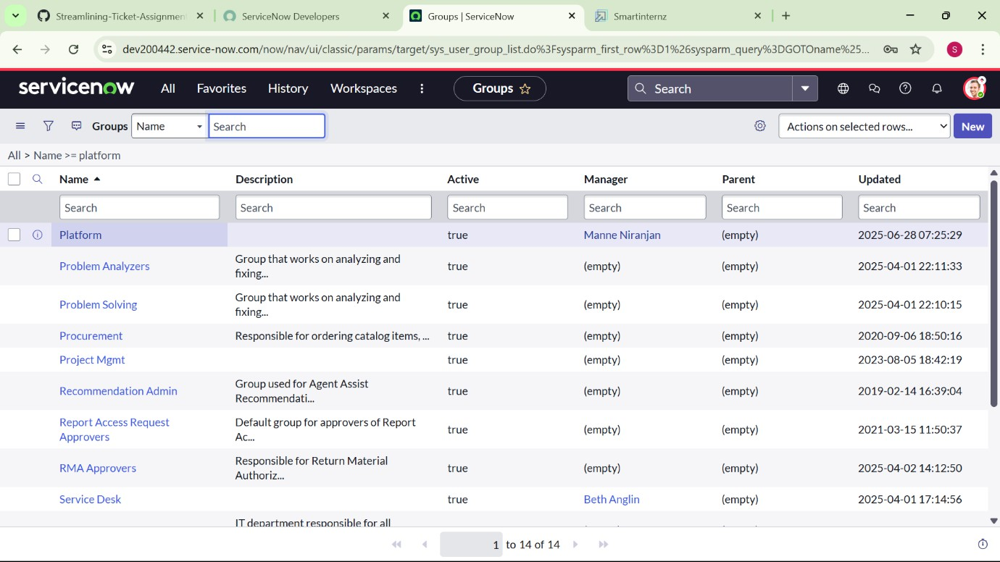 Streamlining-Ticket-Assignment
ServiceNow Developers
Groups | ServiceNow
Smartinternz
dev200442.service-now.com/now/nav/ui/classic/params/target/sys_user_group_list.do%3Fsysparm_first_row%3D1%26sysparm_query%3DGOTOname%25...
S
servicenow All Favorites History Workspaces Groups Search
Groups Name Search Actions on selected rows... New
All > Name >= platform
Name Description Active Manager Parent Updated
Search Search Search Search Search Search
Platform true Manne Niranjan (empty) 2025-06-28 07:25:29
Problem Analyzers Group that works on analyzing and
fixing... true (empty) (empty) 2025-04-01 22:11:33
Problem Solving Group that works on analyzing and
fixing... true (empty) (empty) 2025-04-01 22:10:15
Procurement Responsible for ordering catalog items, ... true (empty) (empty) 2020-09-06 18:50:16
Project Mgmt true (empty) (empty) 2023-08-05 18:42:19
Recommendation Admin Group used for Agent Assist
Recommendati... true (empty) (empty) 2019-02-14 16:39:04
Report Access Request
Approvers Default group for approvers of Report
Ac... true (empty) (empty) 2021-03-15 11:50:37
RMA Approvers Responsible for Return Material
Authoriz... true (empty) (empty) 2025-04-02 14:12:50
Service Desk true Beth Anglin (empty) 2025-04-01 17:14:56
IT department responsible for all
1 to 14 of 14